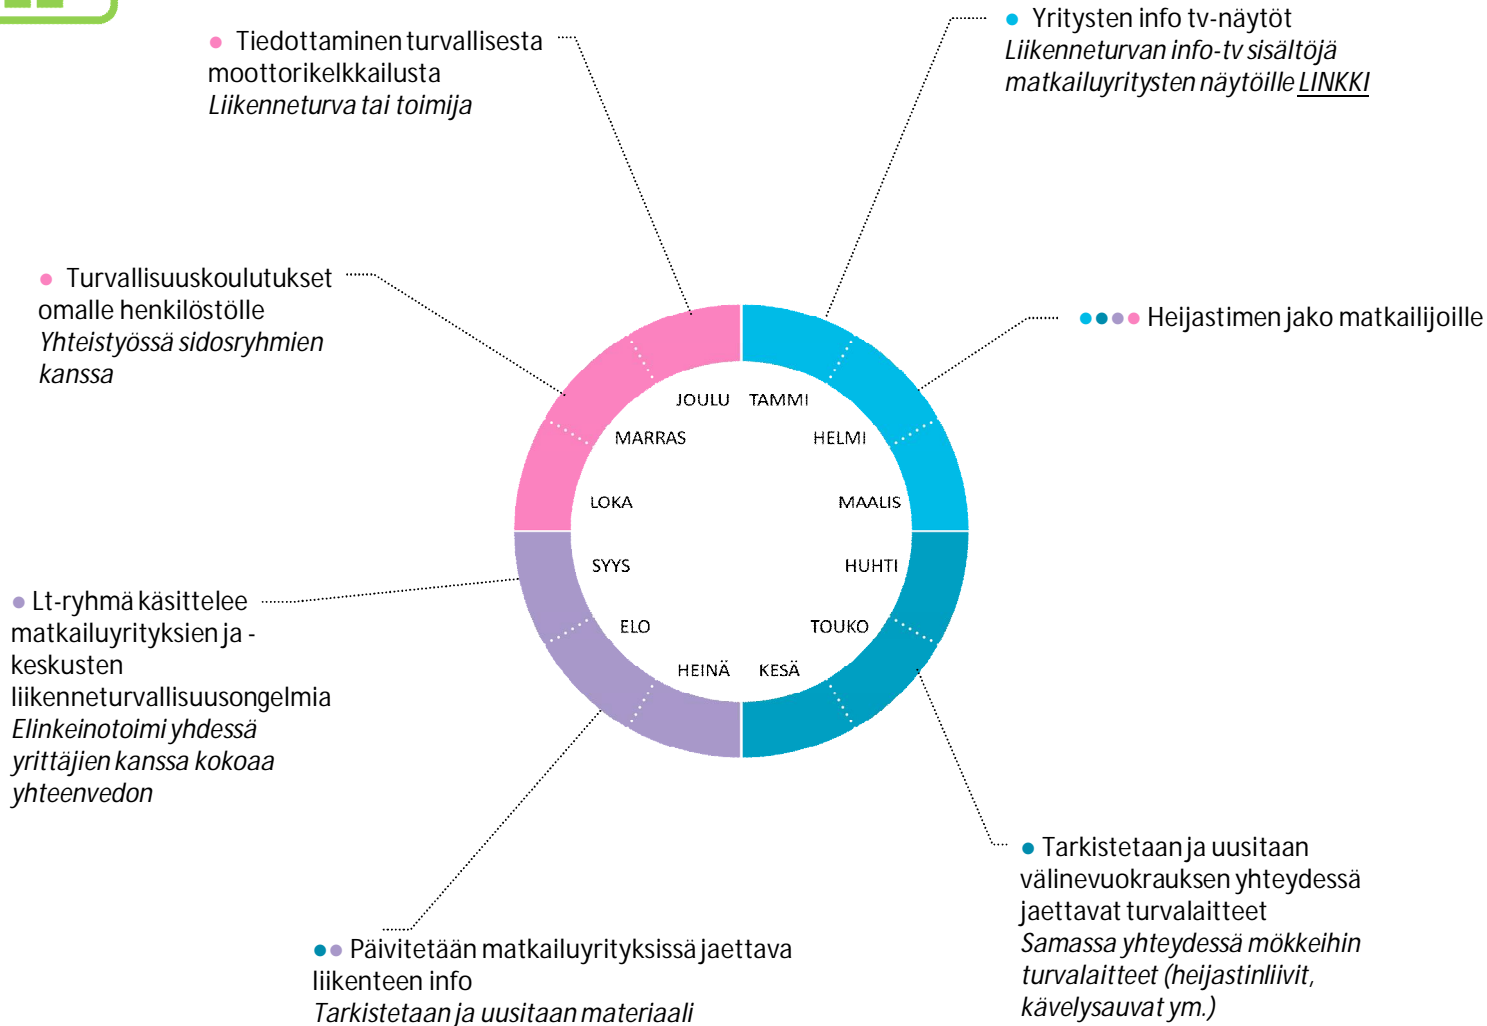 ● Tiedottaminen turvallisesta
moottorikelkkailusta
Liikenneturva tai toimija
● Yritysten info tv-näytöt
Liikenneturvan info-tv sisältöjä
matkailuyritysten näytöille LINKKI
● Turvallisuuskoulutukset
omalle henkilöstölle
Yhteistyössä sidosryhmien
kanssa
●●●● Heijastimen jako matkailijoille
JOULU TAMMI
MARRAS HELMI
LOKA MAALIS
SYYS HUHTI
ELO TOUKO
HEINÄ KESÄ
● Lt-ryhmä käsittelee
matkailuyrityksien ja -
keskusten
liikenneturvallisuusongelmia
Elinkeinotoimi yhdessä
yrittäjien kanssa kokoaa
yhteenvedon
● Tarkistetaan ja uusitaan
välinevuokrauksen yhteydessä
jaettavat turvalaitteet
Samassa yhteydessä mökkeihin
turvalaitteet (heijastinliivit,
kävelysauvat ym.)
●● Päivitetään matkailuyrityksissä jaettava
liikenteen info
Tarkistetaan ja uusitaan materiaali